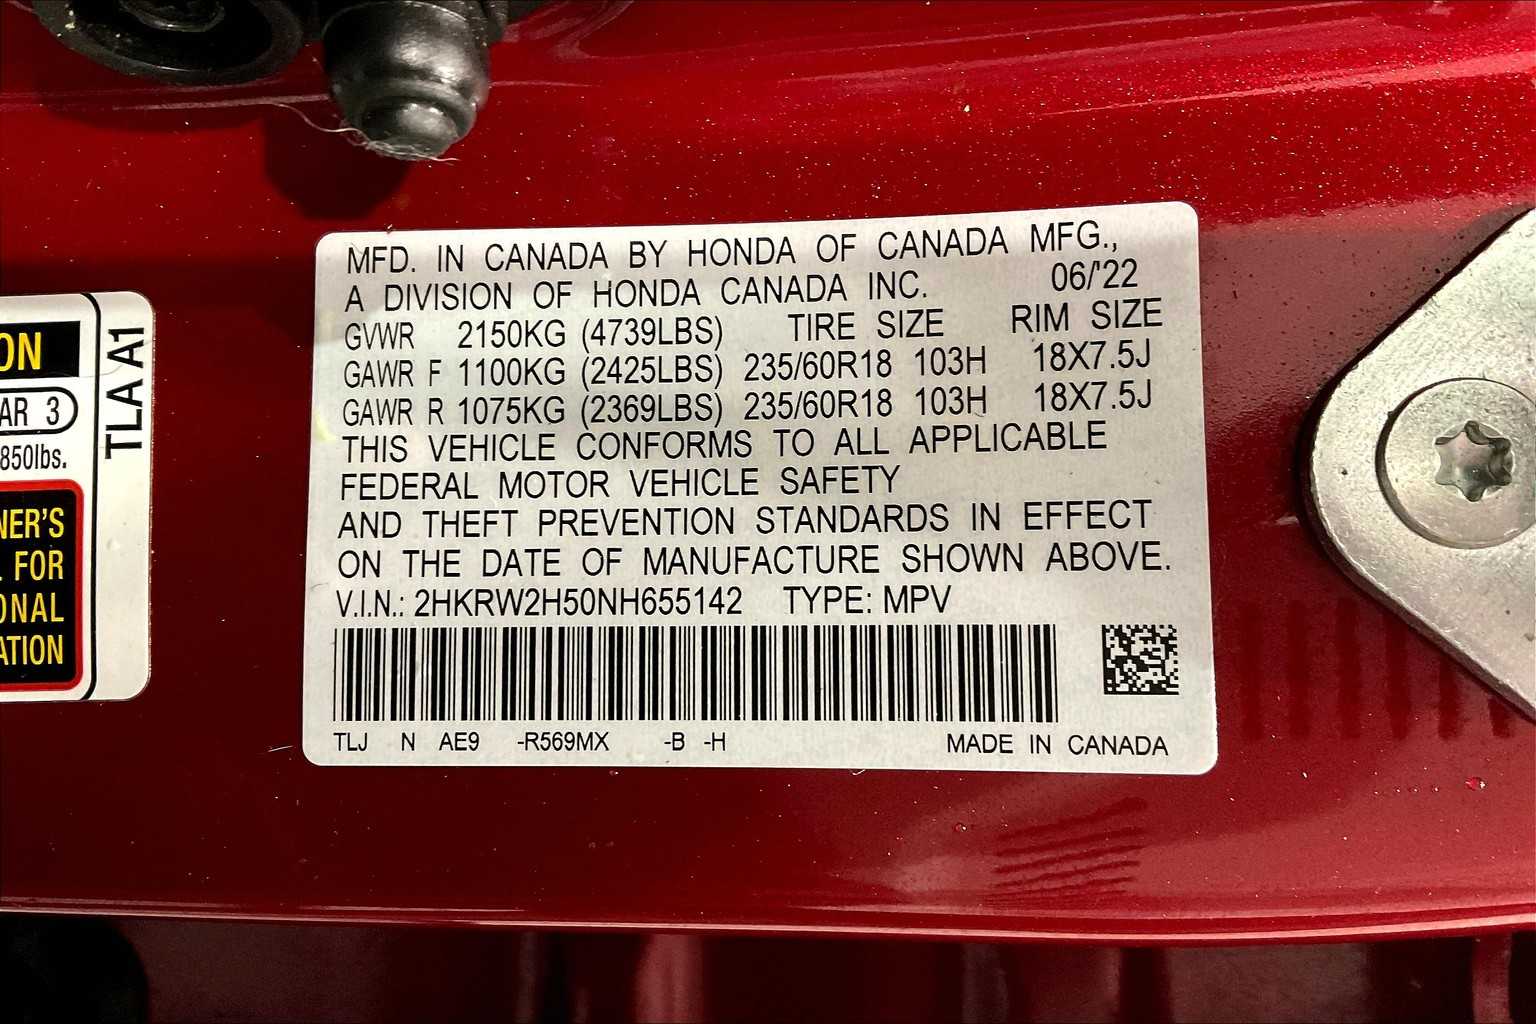 MFD. IN CANADA BY HONDA OF CANADA MFG.,
A DIVISION OF HONDA CANADA INC. 06/'22
GVWR 2150KG (4739LBS) TIRE SIZE RIM SIZE
GAWR F 1100KG (2425LBS) 235/60R18 103H 18X7.5J
GAWR R 1075KG (2369LBS) 235/60R18 103H 18X7.5J
THIS VEHICLE CONFORMS TO ALL APPLICABLE
FEDERAL MOTOR VEHICLE SAFETY
AND THEFT PREVENTION STANDARDS IN EFFECT
ON THE DATE OF MANUFACTURE SHOWN ABOVE.
V.I.N.: 2HKRW2H50NH655142 TYPE: MPV
TLJ N AE9 -R569MX -B -H MADE IN CANADA
ON
AR 3
850lbs.
NER'S
FOR
ONAL
ATION
TLA A1